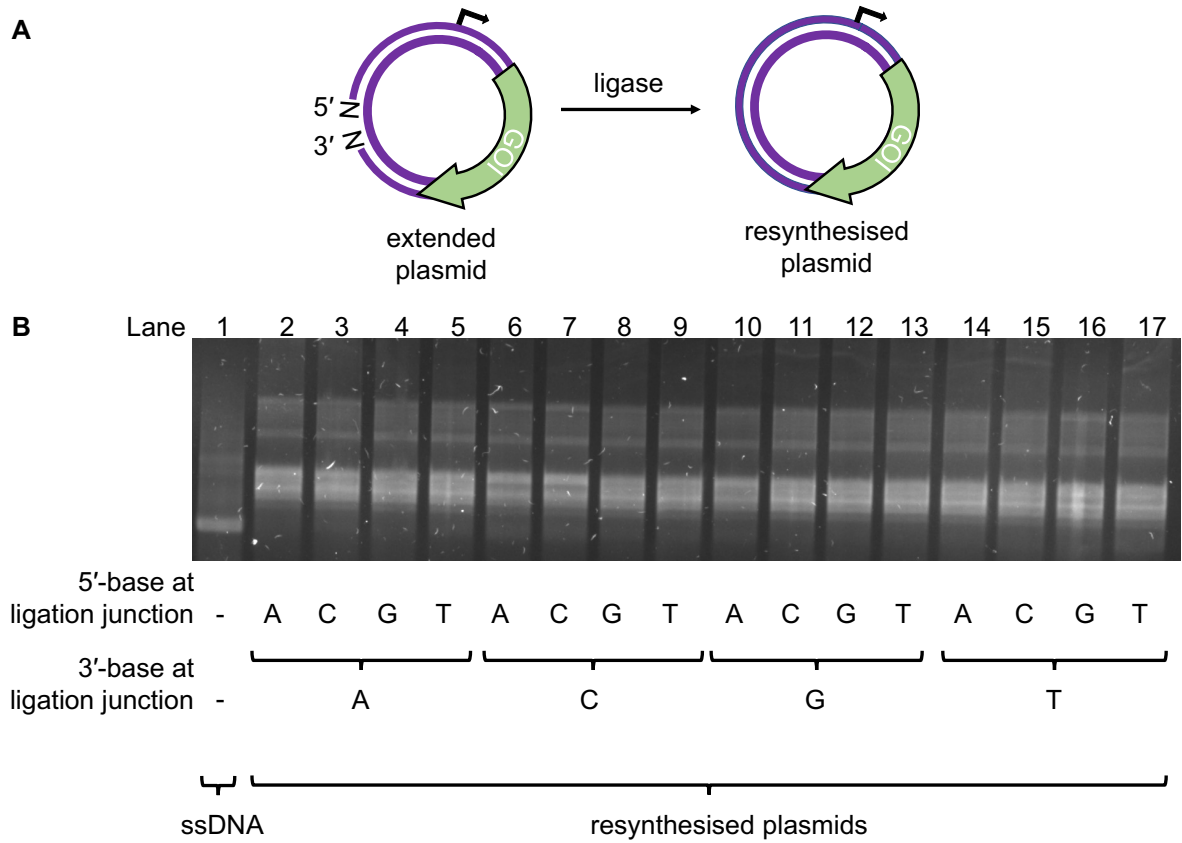 A
ligase
5′ N
3′ N
GOI
GOI
extended
plasmid
resynthesised
plasmid
B
Lane 1 2 3 4 5 6 7 8 9 10 11 12 13 14 15 16 17
5′-base at
ligation junction - A C G T A C G T A C G T A C G T
3′-base at
ligation junction - A C G T
ssDNA
resynthesised plasmids